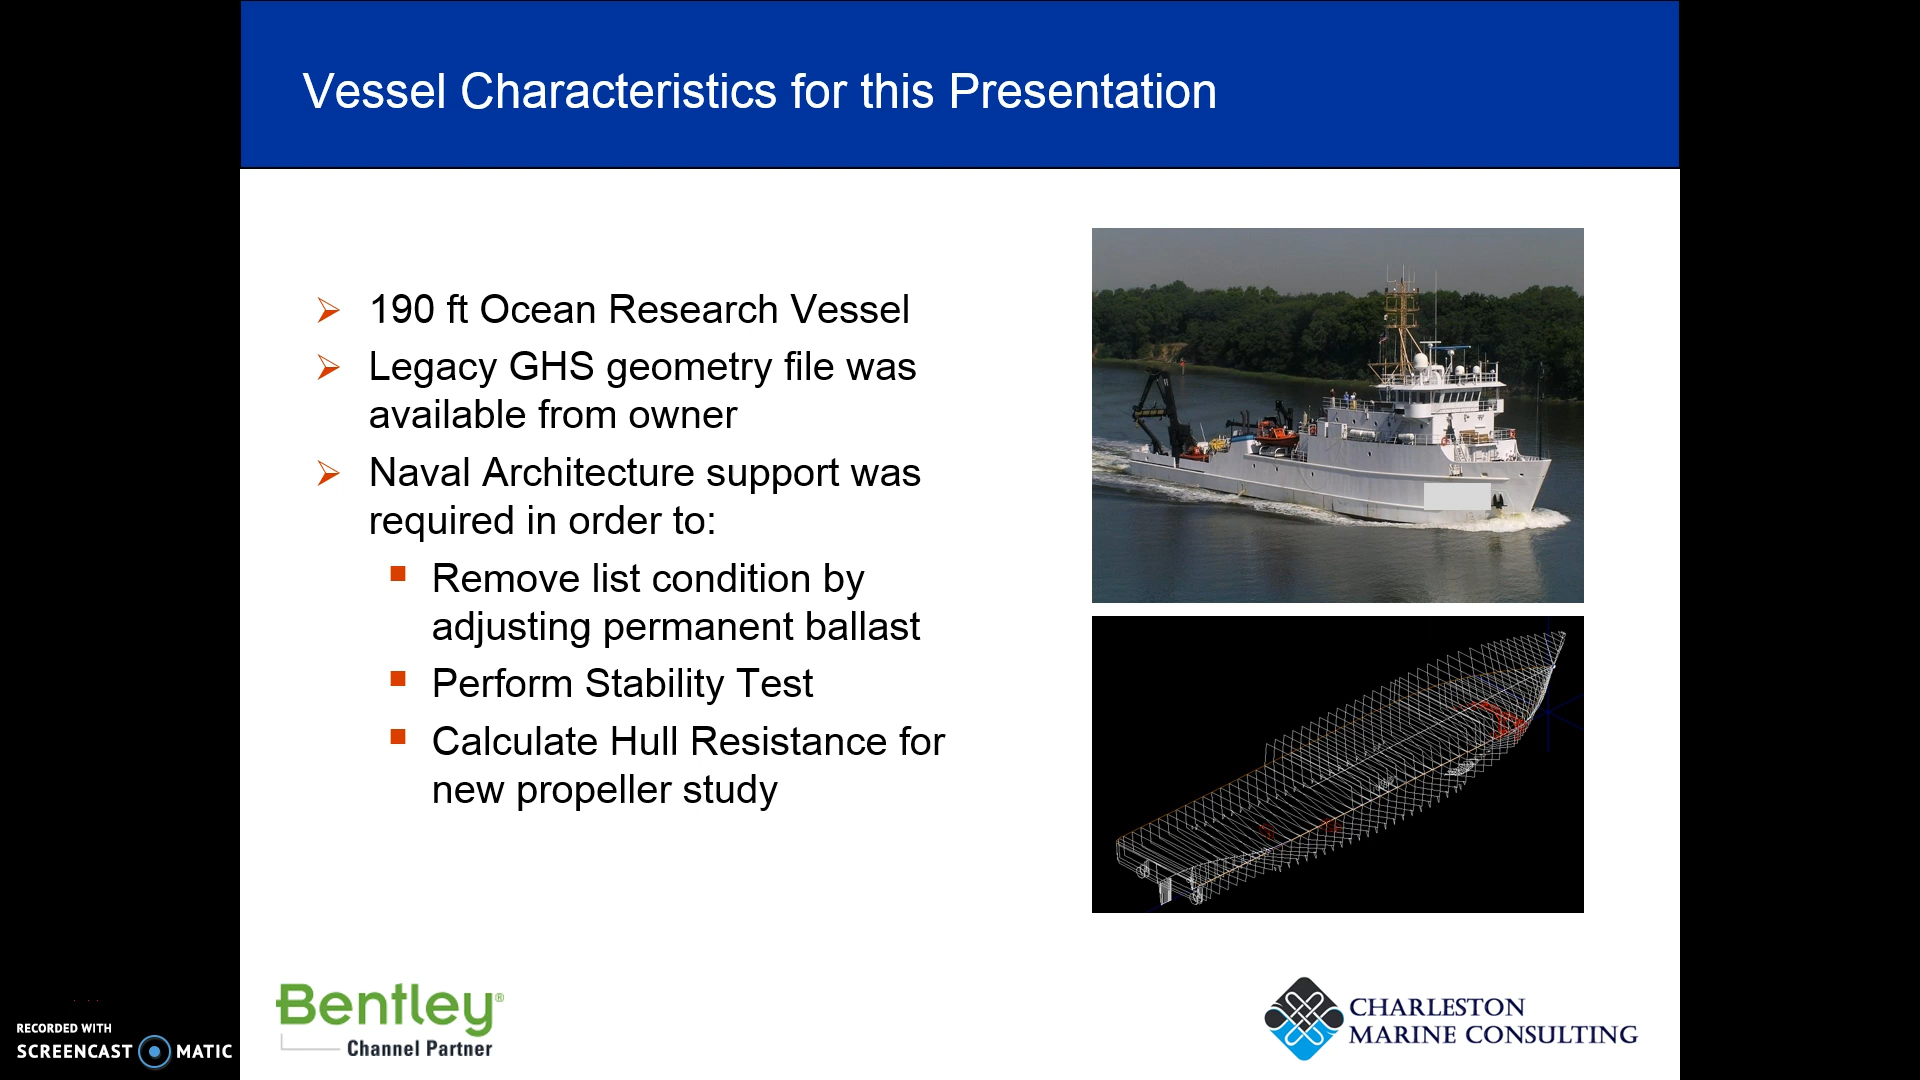 Vessel Characteristics for this Presentation
190 ft Ocean Research Vessel
Legacy GHS geometry file was
available from owner
Naval Architecture support was
required in order to:
Remove list condition by
adjusting permanent ballast
Perform Stability Test
Calculate Hull Resistance for
new propeller study
Bentley®
Channel Partner
CHARLESTON
MARINE CONSULTING
RECORDED WITH
SCREENCAST MATIC